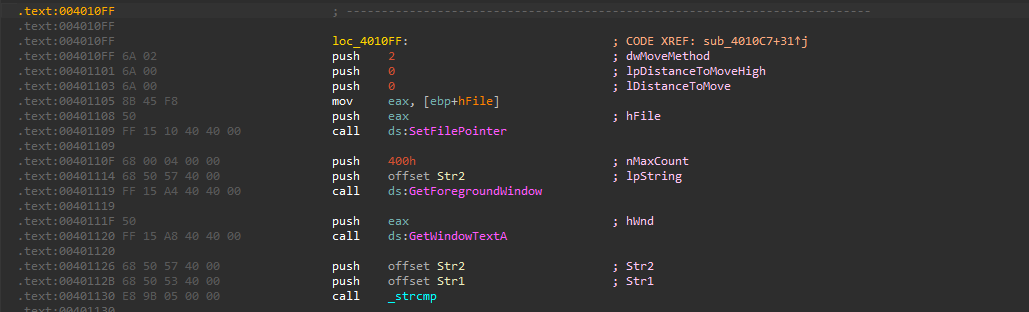 .text:004010FF ; ---------------------------------------------------------------------------
.text:004010FF
.text:004010FF loc_4010FF: ; CODE XREF: sub_4010C7+31↑j
.text:004010FF 6A 02 push 2 ; dwMoveMethod
.text:00401101 6A 00 push 0 ; lpDistanceToMoveHigh
.text:00401103 6A 00 push 0 ; lDistanceToMove
.text:00401105 8B 45 F8 mov eax, [ebp+hFile]
.text:00401108 50 push eax ; hFile
.text:00401109 FF 15 10 40 40 00 call ds:SetFilePointer
.text:00401109
.text:0040110F 68 00 04 00 00 push 400h ; nMaxCount
.text:00401114 68 50 57 40 00 push offset Str2 ; lpString
.text:00401119 FF 15 A4 40 40 00 call ds:GetForegroundWindow
.text:00401119
.text:0040111F 50 push eax ; hWnd
.text:00401120 FF 15 A8 40 40 00 call ds:GetWindowTextA
.text:00401120
.text:00401126 68 50 57 40 00 push offset Str2 ; Str2
.text:0040112B 68 50 53 40 00 push offset Str1 ; Str1
.text:00401130 E8 9B 05 00 00 call _strcmp
.text:00401130